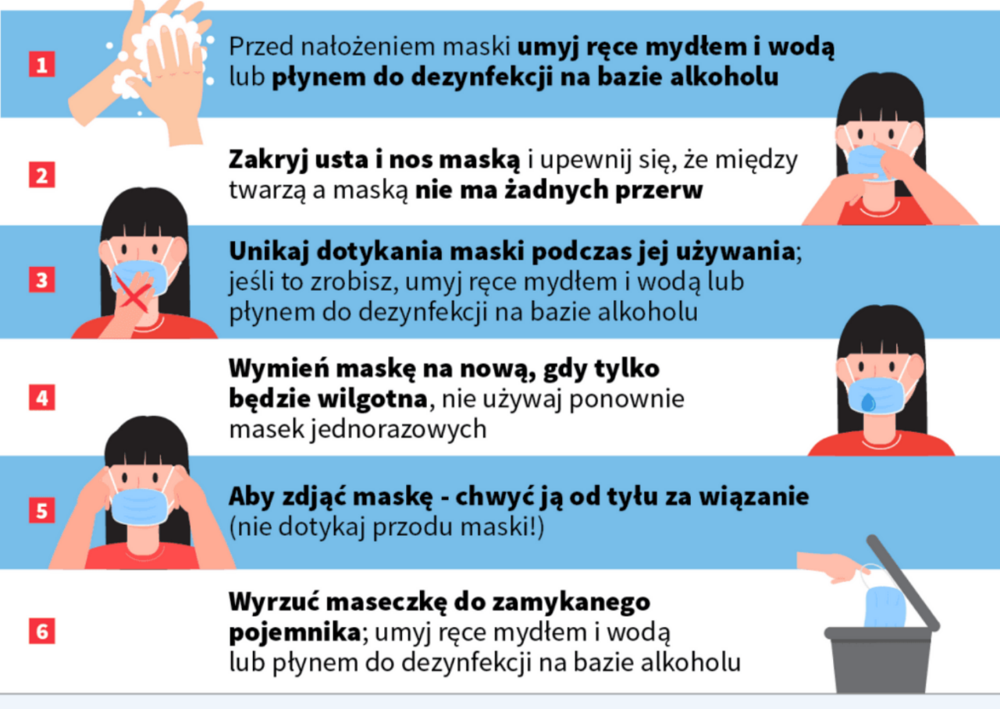 1
Przed nałożeniem maski umyj ręce mydłem i wodą
lub płynem do dezynfekcji na bazie alkoholu
2
Zakryj usta i nos maską i upewnij się, że między
twarzą a maską nie ma żadnych przerw
3
Unikaj dotykania maski podczas jej używania;
jeśli to zrobisz, umyj ręce mydłem i wodą lub
płynem do dezynfekcji na bazie alkoholu
4
Wymień maskę na nową, gdy tylko
będzie wilgotna, nie używaj ponownie
masek jednorazowych
5
Aby zdjąć maskę - chwyć ją od tyłu za wiązanie
(nie dotykaj przodu maski!)
6
Wyrzuć maseczkę do zamykanego
pojemnika; umyj ręce mydłem i wodą
lub płynem do dezynfekcji na bazie alkoholu